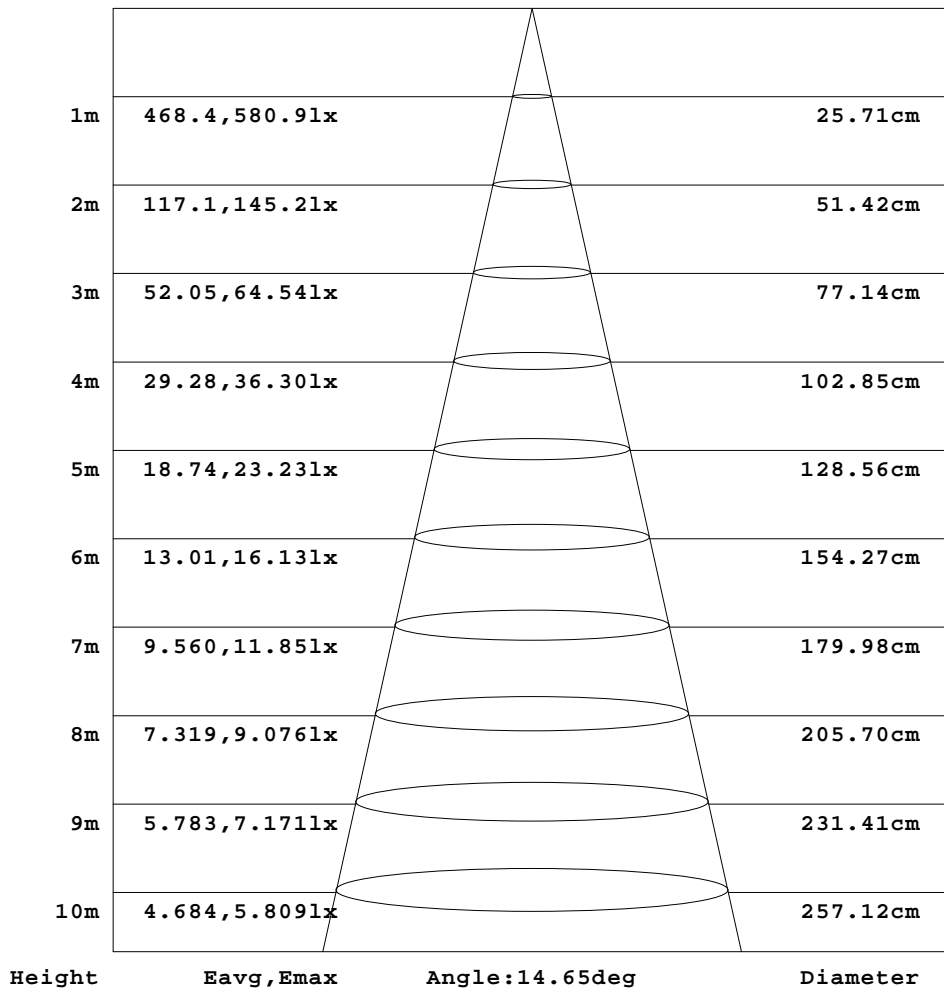 1m 468.4,580.9lx 25.71cm
2m 117.1,145.2lx 51.42cm
3m 52.05,64.54lx 77.14cm
4m 29.28,36.30lx 102.85cm
5m 18.74,23.23lx 128.56cm
6m 13.01,16.13lx 154.27cm
7m 9.560,11.85lx 179.98cm
8m 7.319,9.076lx 205.70cm
9m 5.783,7.171lx 231.41cm
10m 4.684,5.809lx 257.12cm
Height Eavg,Emax Angle:14.65deg Diameter